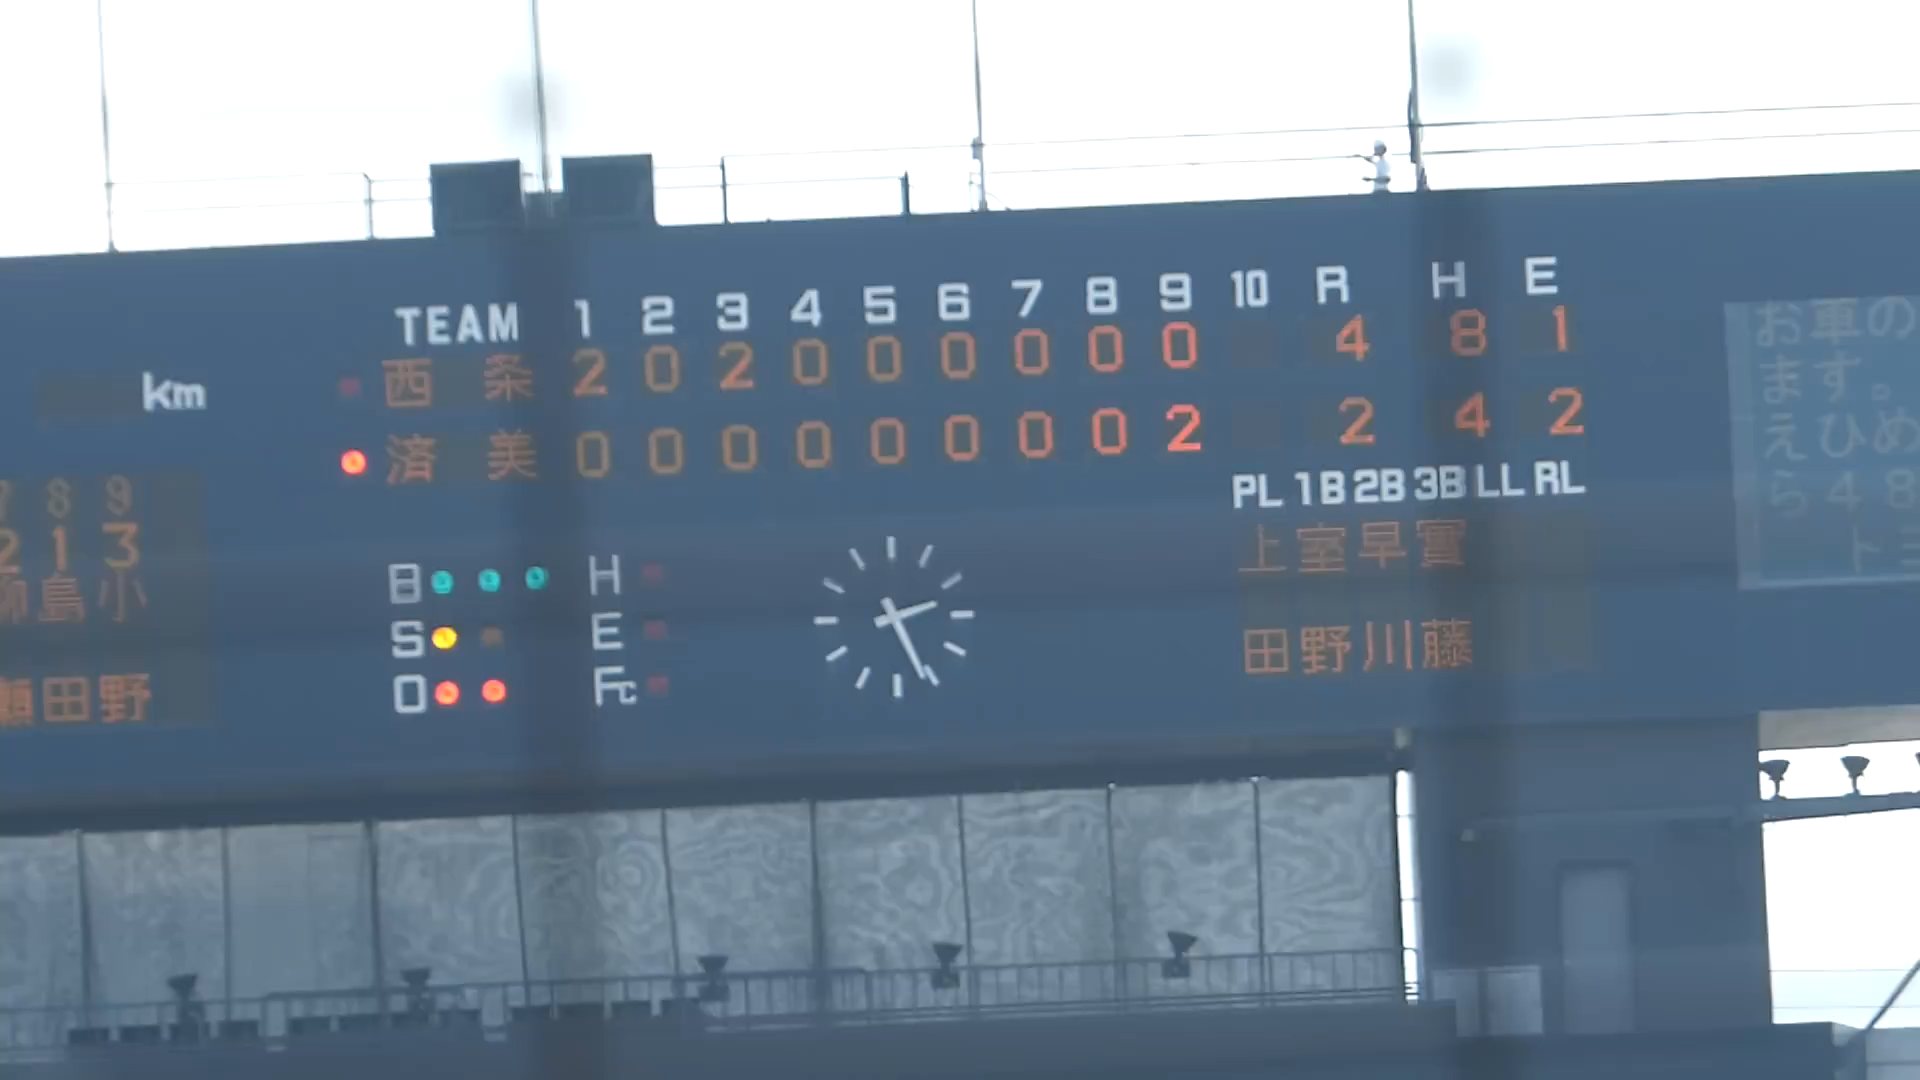 TEAM 1 2 3 4 5 6 7 8 9 10 R H E
km
西条 2 0 2 0 0 0 0 0 0 4 8 1
済美 0 0 0 0 0 0 0 0 2 2 4 2
PL 1B 2B 3B LL RL
7 8 9
2 1 3
島小
田野
B H
S E
O Fc
上室早實
田野川藤
お車の
ます。
えひめ
ら48
ト